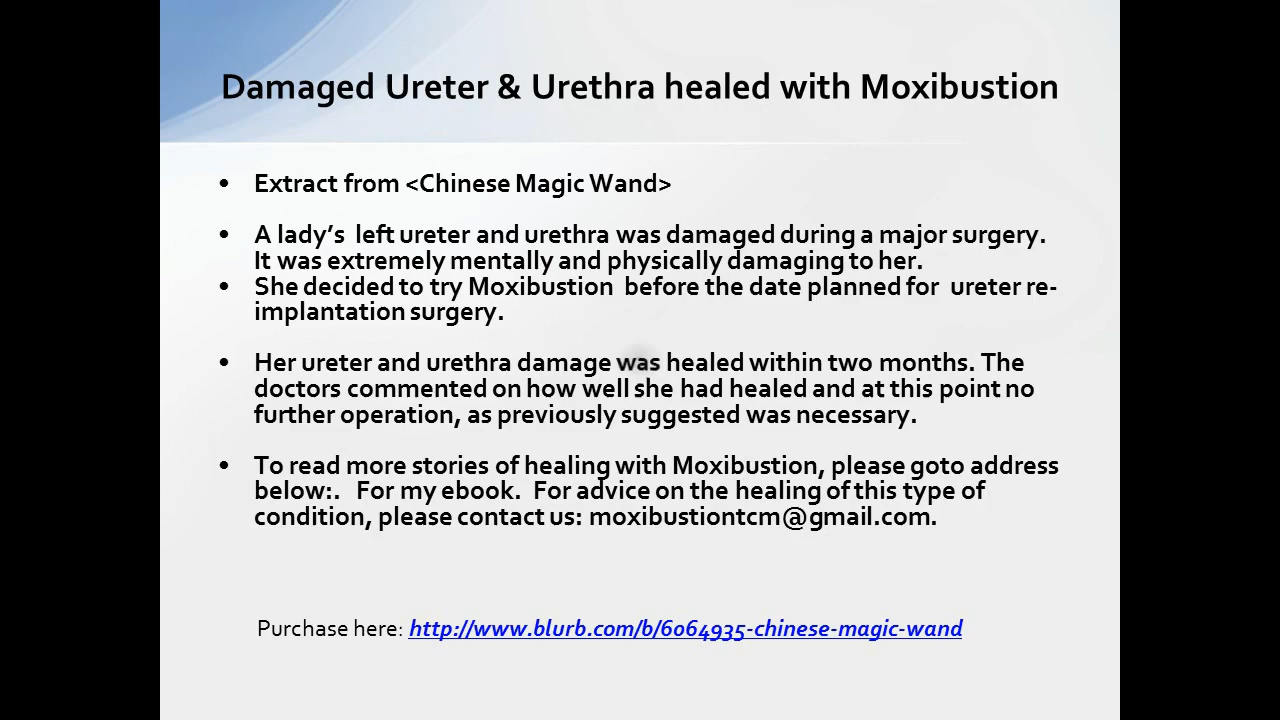 Damaged Ureter & Urethra healed with Moxibustion
• Extract from <Chinese Magic Wand>
• A lady's left ureter and urethra was damaged during a major surgery.
It was extremely mentally and physically damaging to her.
• She decided to try Moxibustion before the date planned for ureter re-
implantation surgery.
• Her ureter and urethra damage was healed within two months. The
doctors commented on how well she had healed and at this point no
further operation, as previously suggested was necessary.
• To read more stories of healing with Moxibustion, please goto address
below:. For my ebook. For advice on the healing of this type of
condition, please contact us: moxibustiontcm@gmail.com.
Purchase here: http://www.blurb.com/b/6064935-chinese-magic-wand